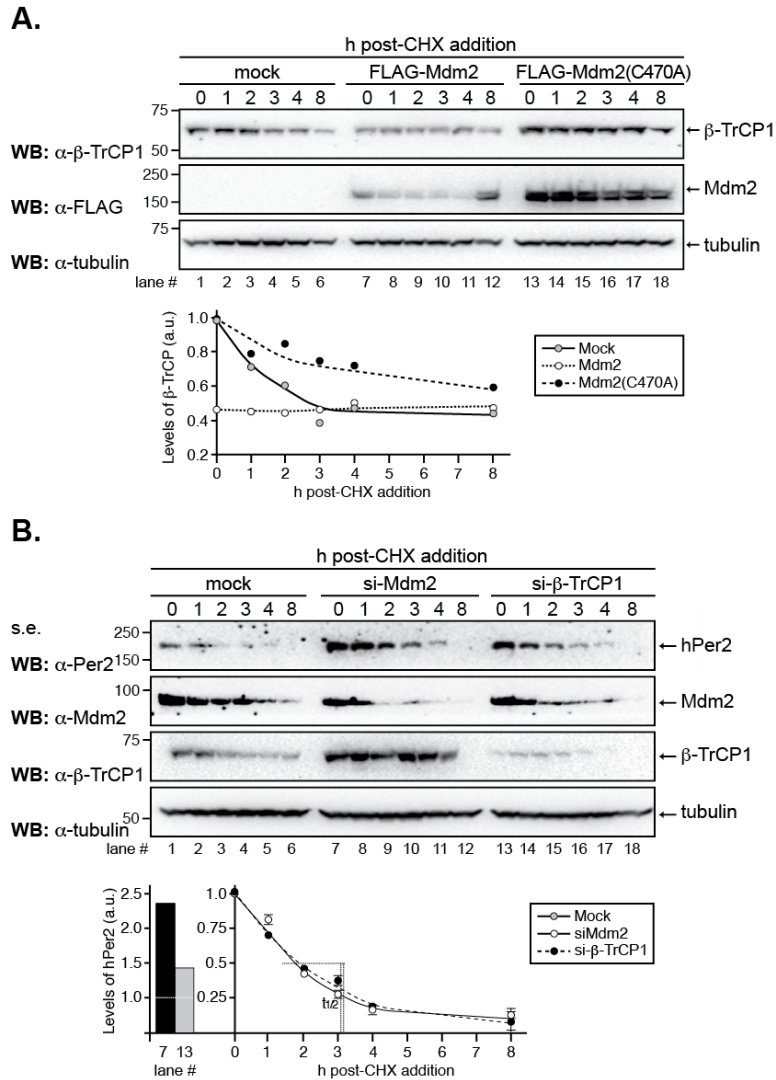 A.
h post-CHX addition
mock FLAG-Mdm2 FLAG-Mdm2(C470A)
0 1 2 3 4 8 0 1 2 3 4 8 0 1 2 3 4 8
75
WB: α-β-TrCP1 50 ←β-TrCP1
250
WB: α-FLAG 150 ← Mdm2
75
WB: α-tubulin ← tubulin
lane # 1 2 3 4 5 6 7 8 9 10 11 12 13 14 15 16 17 18
Levels of β-TrCP (a.u.)
1.0
0.8
0.6
0.4
0.2
0 1 2 3 4 5 6 7 8
h post-CHX addition
Mock
Mdm2
Mdm2(C470A)
B.
h post-CHX addition
mock si-Mdm2 si-β-TrCP1
0 1 2 3 4 8 0 1 2 3 4 8 0 1 2 3 4 8
s.e.
250
WB: α-Per2 150 ← hPer2
100
WB: α-Mdm2 ← Mdm2
75
WB: α-β-TrCP1 ← β-TrCP1
WB: α-tubulin 50 ← tubulin
lane # 1 2 3 4 5 6 7 8 9 10 11 12 13 14 15 16 17 18
Levels of hPer2 (a.u.)
2.5
2.0
1.5
1.0
7 13
lane #
1.0
0.75
0.5
0.25
t1/2
0 1 2 3 4 5 6 7 8
h post-CHX addition
Mock
siMdm2
si-β-TrCP1